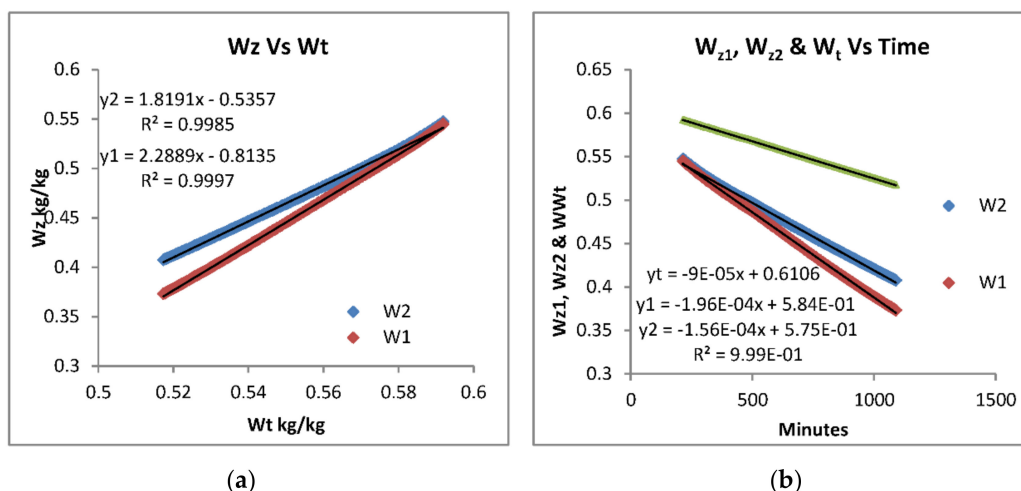 Wz Vs Wt
0.6
0.55
0.5
0.45
0.4
0.35
0.3
Wz kg/kg
y2 = 1.8191x - 0.5357
R² = 0.9985
y1 = 2.2889x - 0.8135
R² = 0.9997
W2
W1
0.5 0.52 0.54 0.56 0.58 0.6
Wt kg/kg
(a)
Wz1, Wz2 & Wt Vs Time
0.65
0.6
0.55
0.5
0.45
0.4
0.35
0.3
Wz1, Wz2 & WWt
W2
W1
yt = -9E-05x + 0.6106
y1 = -1.96E-04x + 5.84E-01
y2 = -1.56E-04x + 5.75E-01
R² = 9.99E-01
0 500 1000 1500
Minutes
(b)